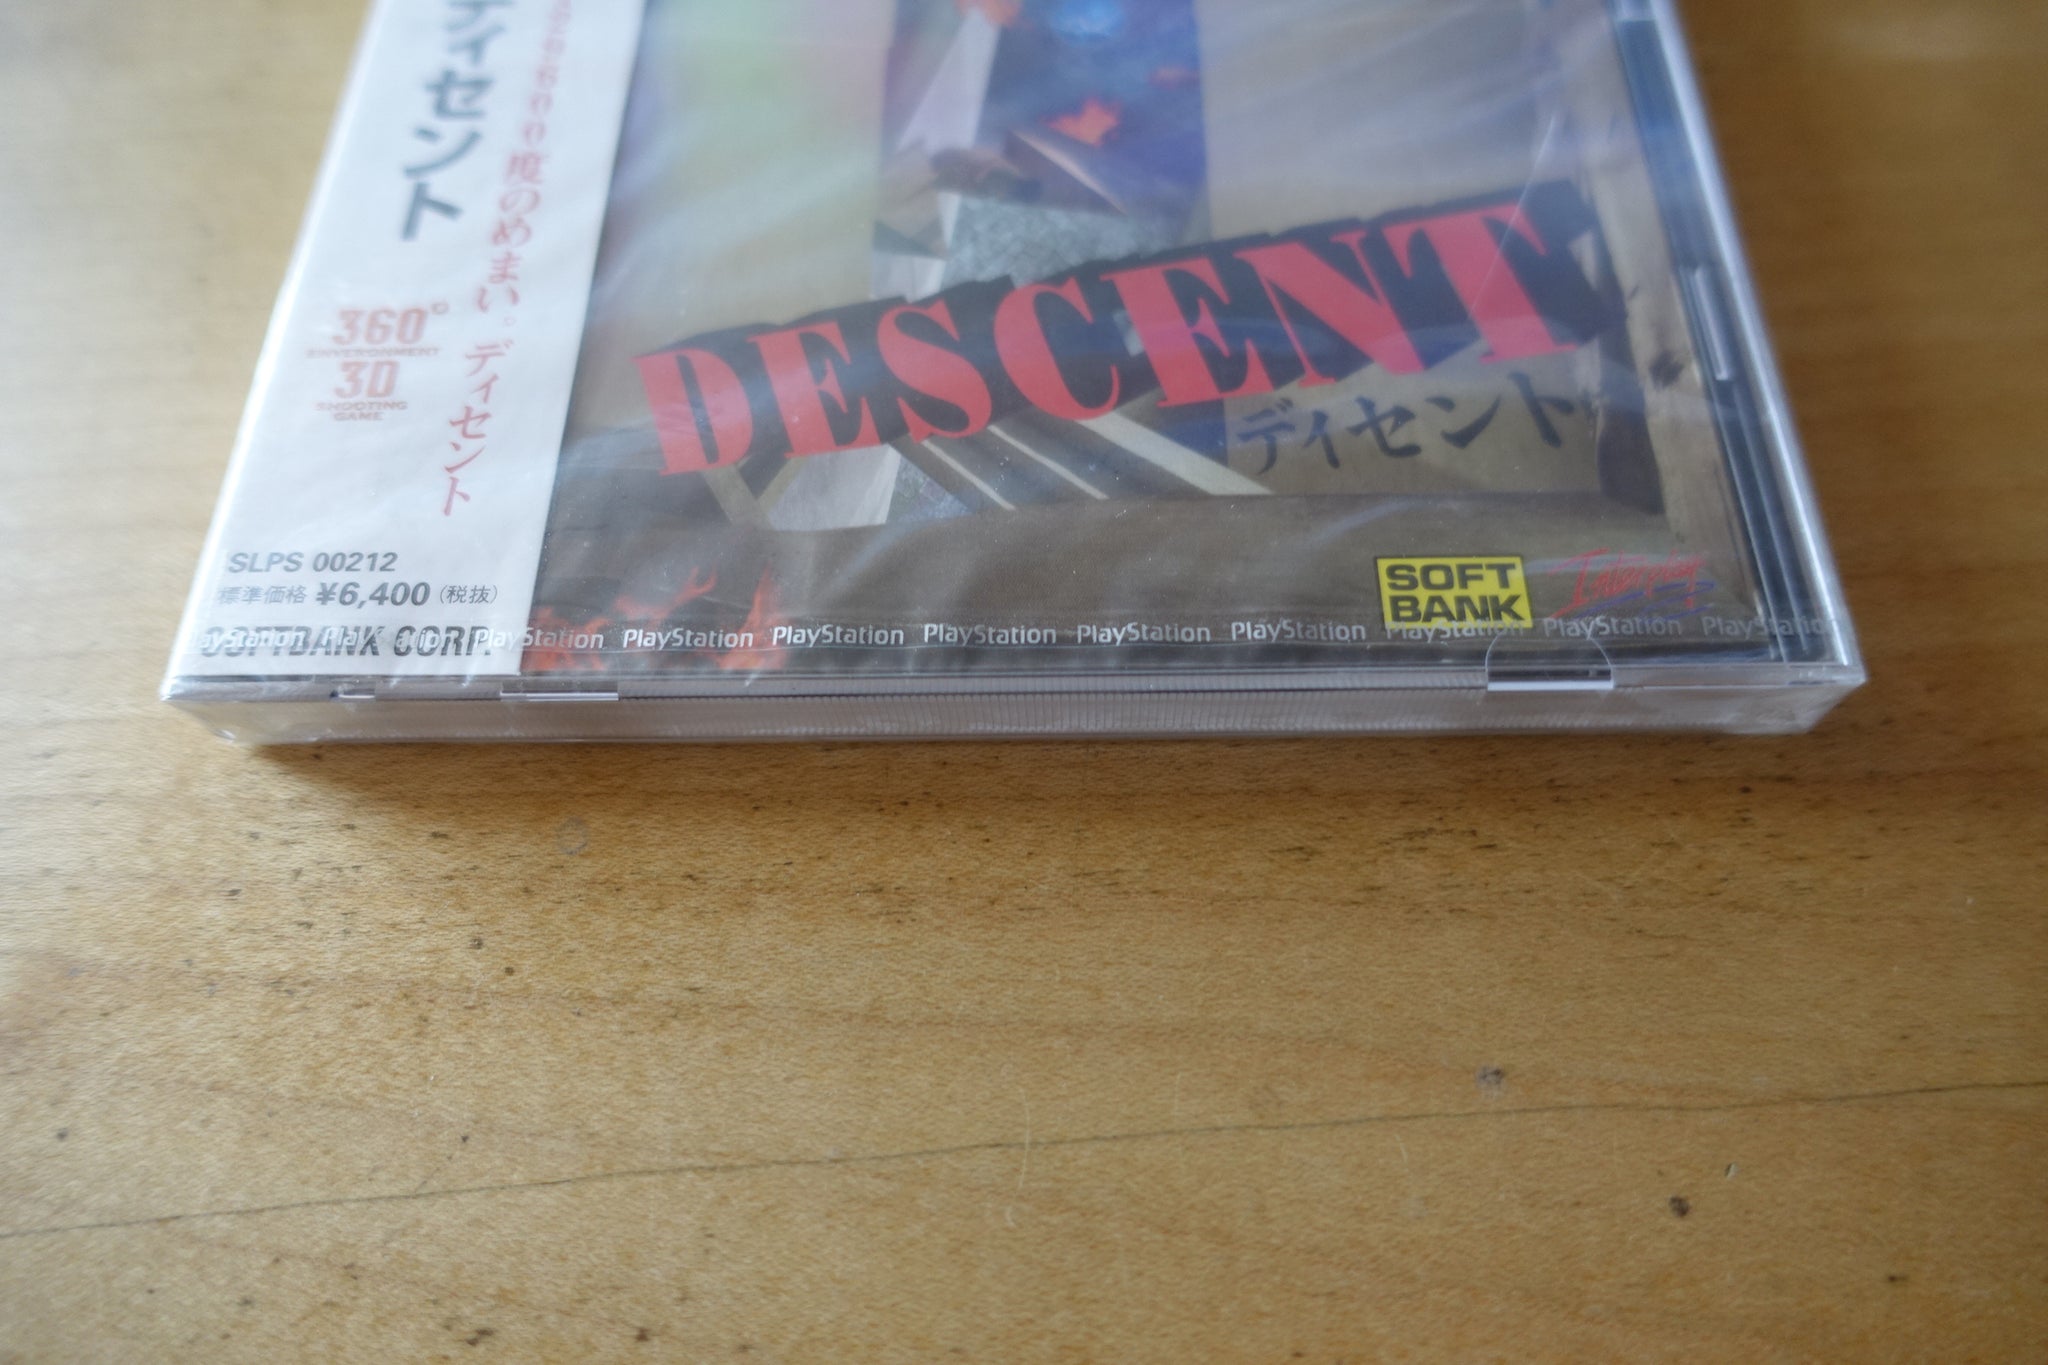 ディセント
度のめまい。ディセント
360°
ENVIRONMENT
3D
SHOOTING
GAME
SLPS 00212
標準価格 ¥6,400 (税抜)
SOFTBANK CORP.
DESCENT
ディセント
SOFT
BANK
Interplay
PlayStation PlayStation PlayStation PlayStation PlayStation PlayStation PlayStation PlayStation PlayStation PlayStation PlayStation